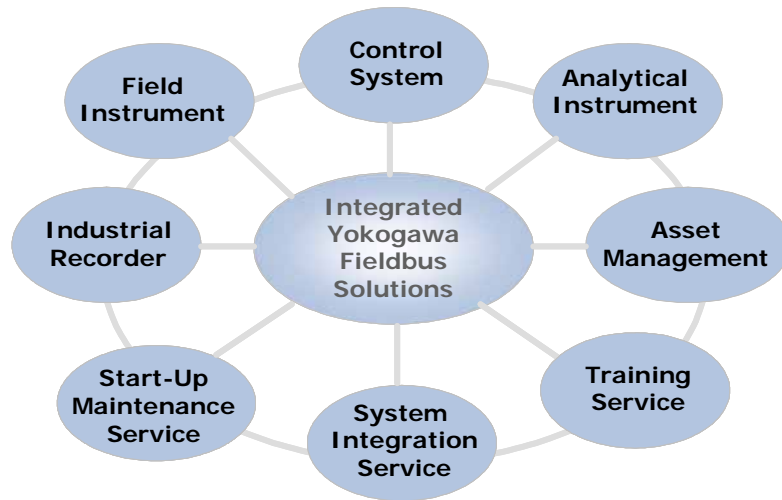 Control
System
Field
Instrument
Analytical
Instrument
Integrated
Yokogawa
Fieldbus
Solutions
Industrial
Recorder
Asset
Management
Start-Up
Maintenance
Service
System
Integration
Service
Training
Service